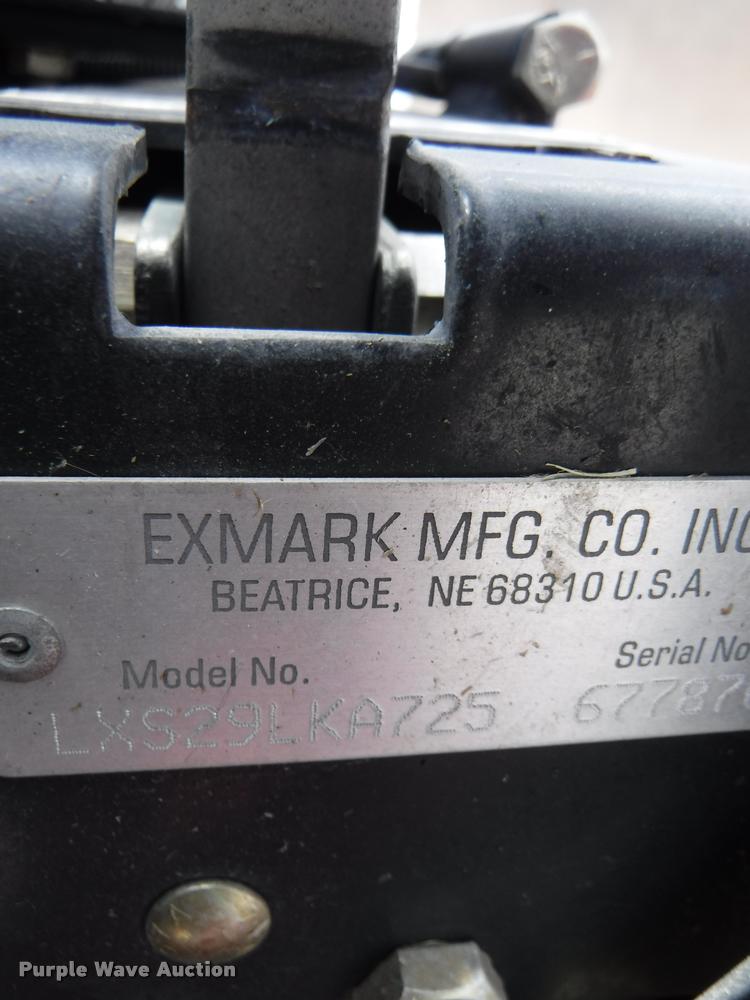 EXMARK MFG. CO. INC
BEATRICE, NE 68310 U.S.A.
Model No. Serial No
LXS29LKA725
Purple Wave Auction